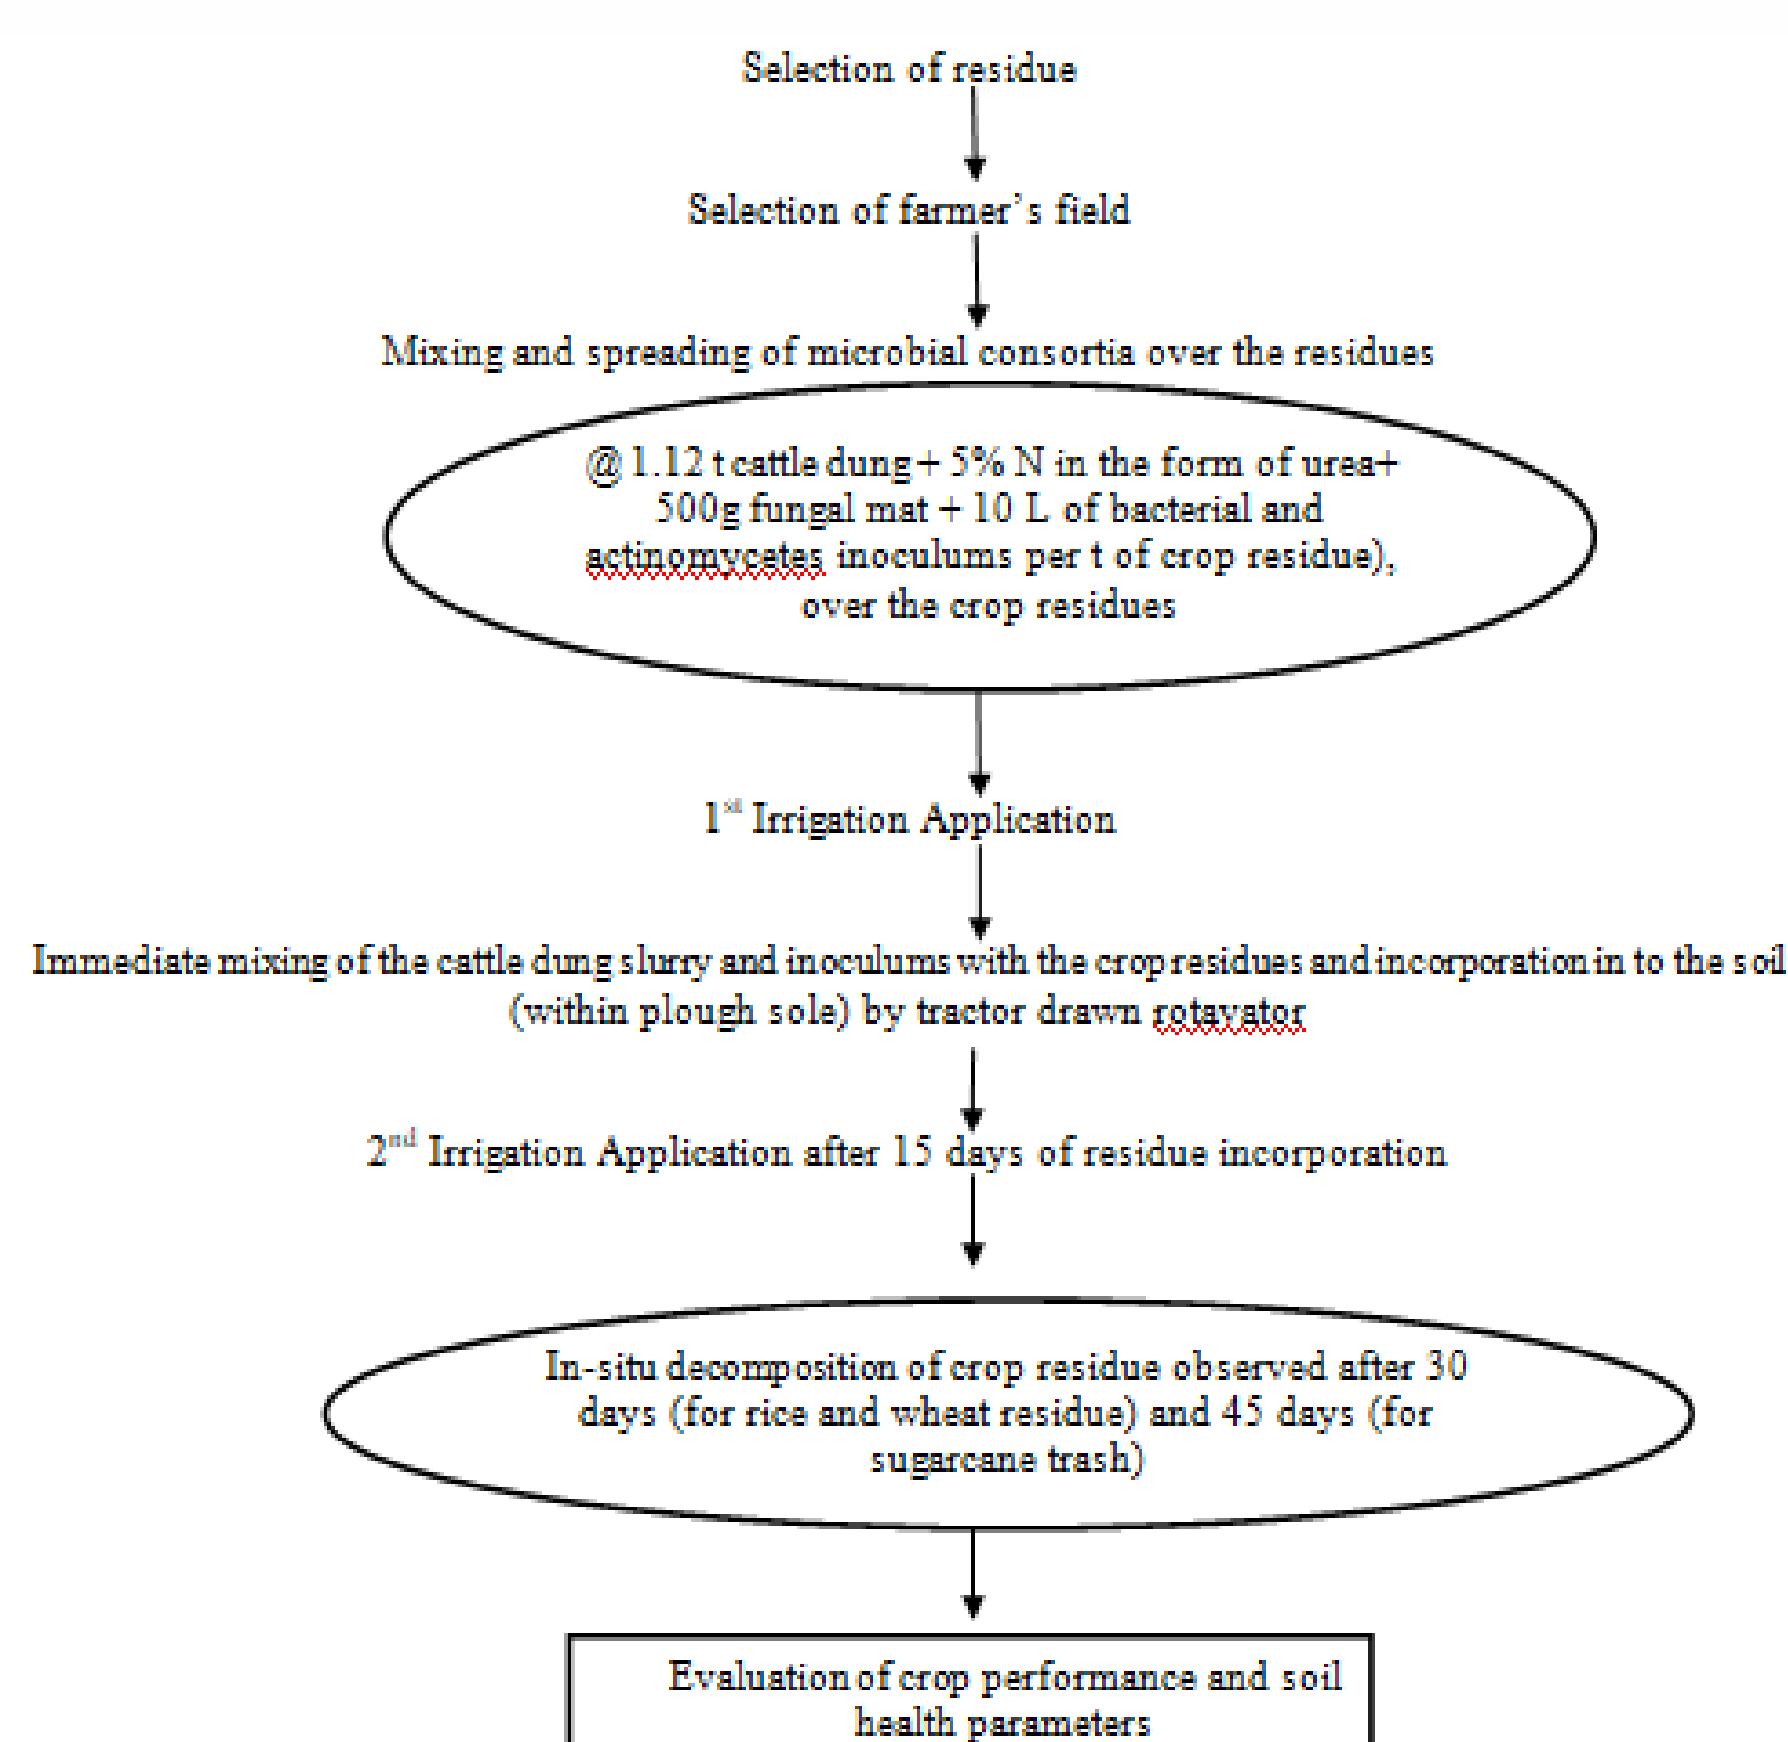 Selection of residue
Selection of farmer's field
Mixing and spreading of microbial consortia over the residues
@ 1.12 t cattle dung + 5% N in the form of urea+
500g fungal mat + 10 L of bacterial and
actinomycetes inoculums per t of crop residue),
over the crop residues
1st Irrigation Application
Immediate mixing of the cattle dung slurry and inoculums with the crop residues and incorporation in to the soil
(within plough sole) by tractor drawn rotavator
2nd Irrigation Application after 15 days of residue incorporation
In-situ decomposition of crop residue observed after 30
days (for rice and wheat residue) and 45 days (for
sugarcane trash)
Evaluation of crop performance and soil
health parameters